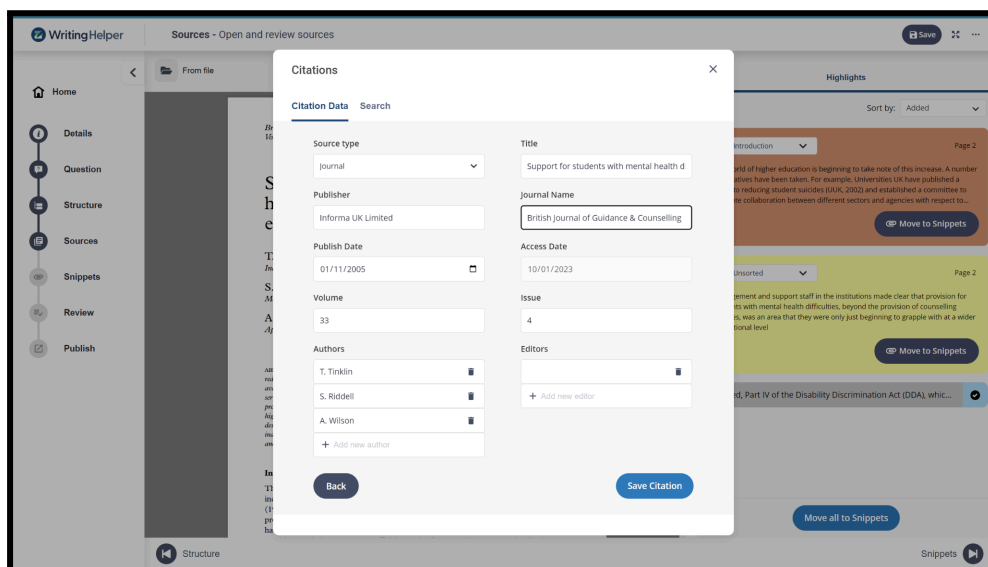 WritingHelper
Sources - Open and review sources
Save
From file
Home
Details
Question
Structure
Sources
Snippets
Review
Publish
Citations
Citation Data
Search
Source type
Journal
Title
Support for students with mental health d
Publisher
Informa UK Limited
Journal Name
British Journal of Guidance & Counselling
Publish Date
01/11/2005
Access Date
10/01/2023
Volume
33
Issue
4
Authors
T. Tinklin
S. Riddell
A. Wilson
+ Add new author
Editors
+ Add new editor
Back
Save Citation
Highlights
Sort by: Added
Introduction
Page 2
orld of higher education is beginning to take note of this increase. A number
atives have been taken. For example, Universities UK have published a
to reducing student suicides (UUK, 2002) and established a committee to
te collaboration between different sectors and agencies with respect to...
Move to Snippets
Unsorted
Page 2
gement and support staff in the institutions made clear that provision for
nts with mental health difficulties, beyond the provision of counselling
es, was an area that they were only just beginning to grapple with at a wider
tional level
Move to Snippets
ed, Part IV of the Disability Discrimination Act (DDA), whic...
Move all to Snippets
Structure
Snippets